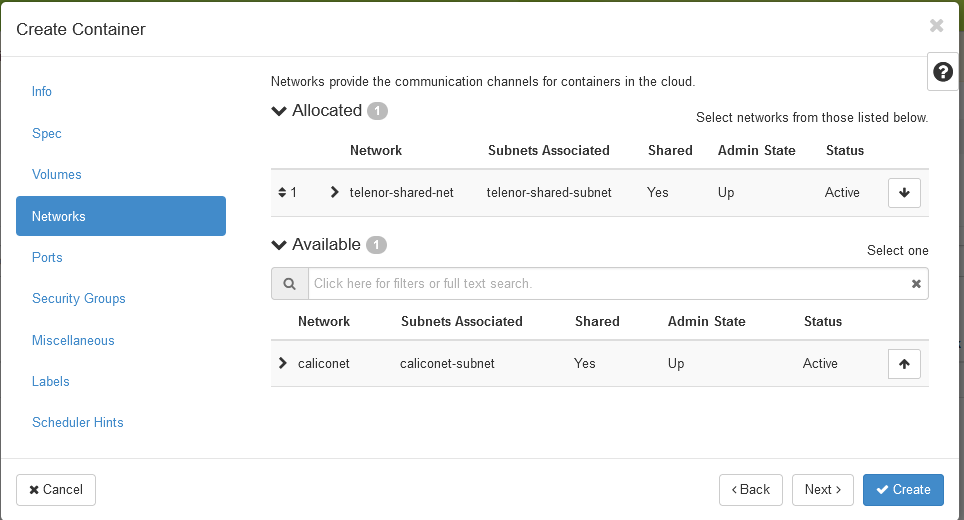 Create Container
Info
Spec
Volumes
Networks
Ports
Security Groups
Miscellaneous
Labels
Scheduler Hints
Networks provide the communication channels for containers in the cloud.
Allocated 1
Select networks from those listed below.
Network Subnets Associated Shared Admin State Status
1 telenor-shared-net telenor-shared-subnet Yes Up Active
Available 1
Select one
Click here for filters or full text search.
Network Subnets Associated Shared Admin State Status
caliconet caliconet-subnet Yes Up Active
Cancel
Back
Next
Create